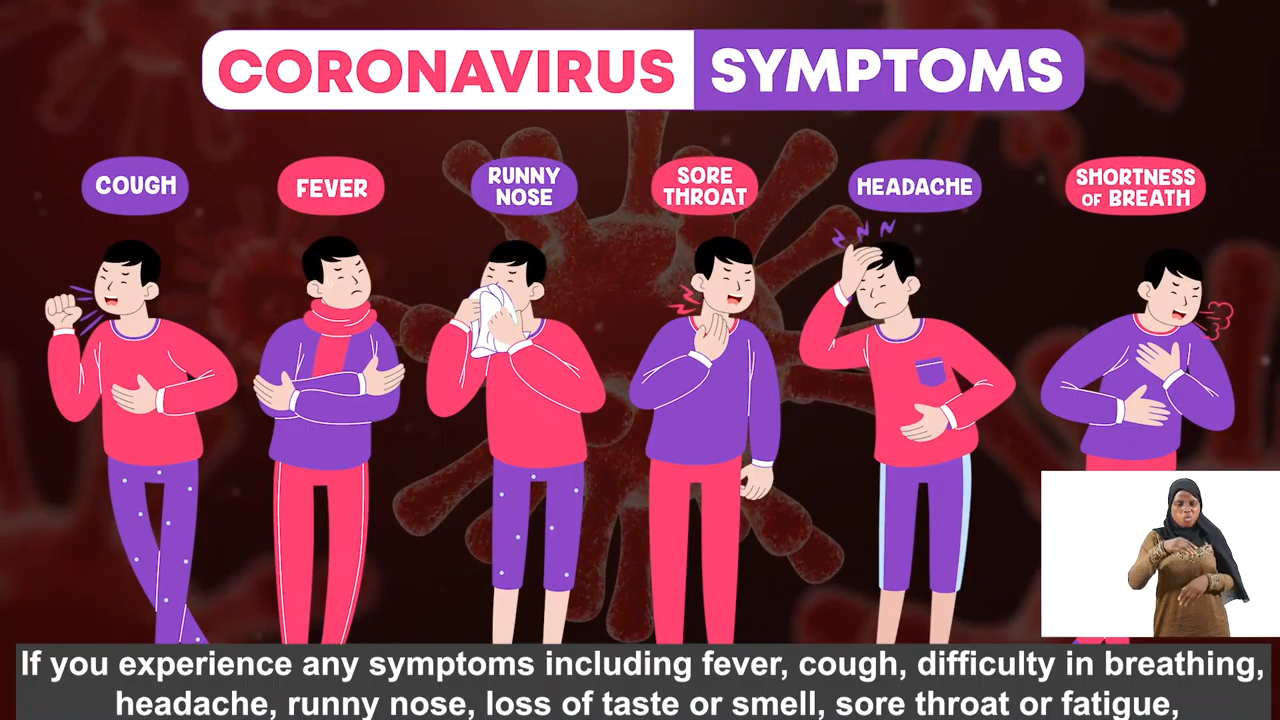 CORONAVIRUS SYMPTOMS
COUGH
FEVER
RUNNY
NOSE
SORE
THROAT
HEADACHE
SHORTNESS
OF BREATH
If you experience any symptoms including fever, cough, difficulty in breathing,
headache, runny nose, loss of taste or smell, sore throat or fatigue,